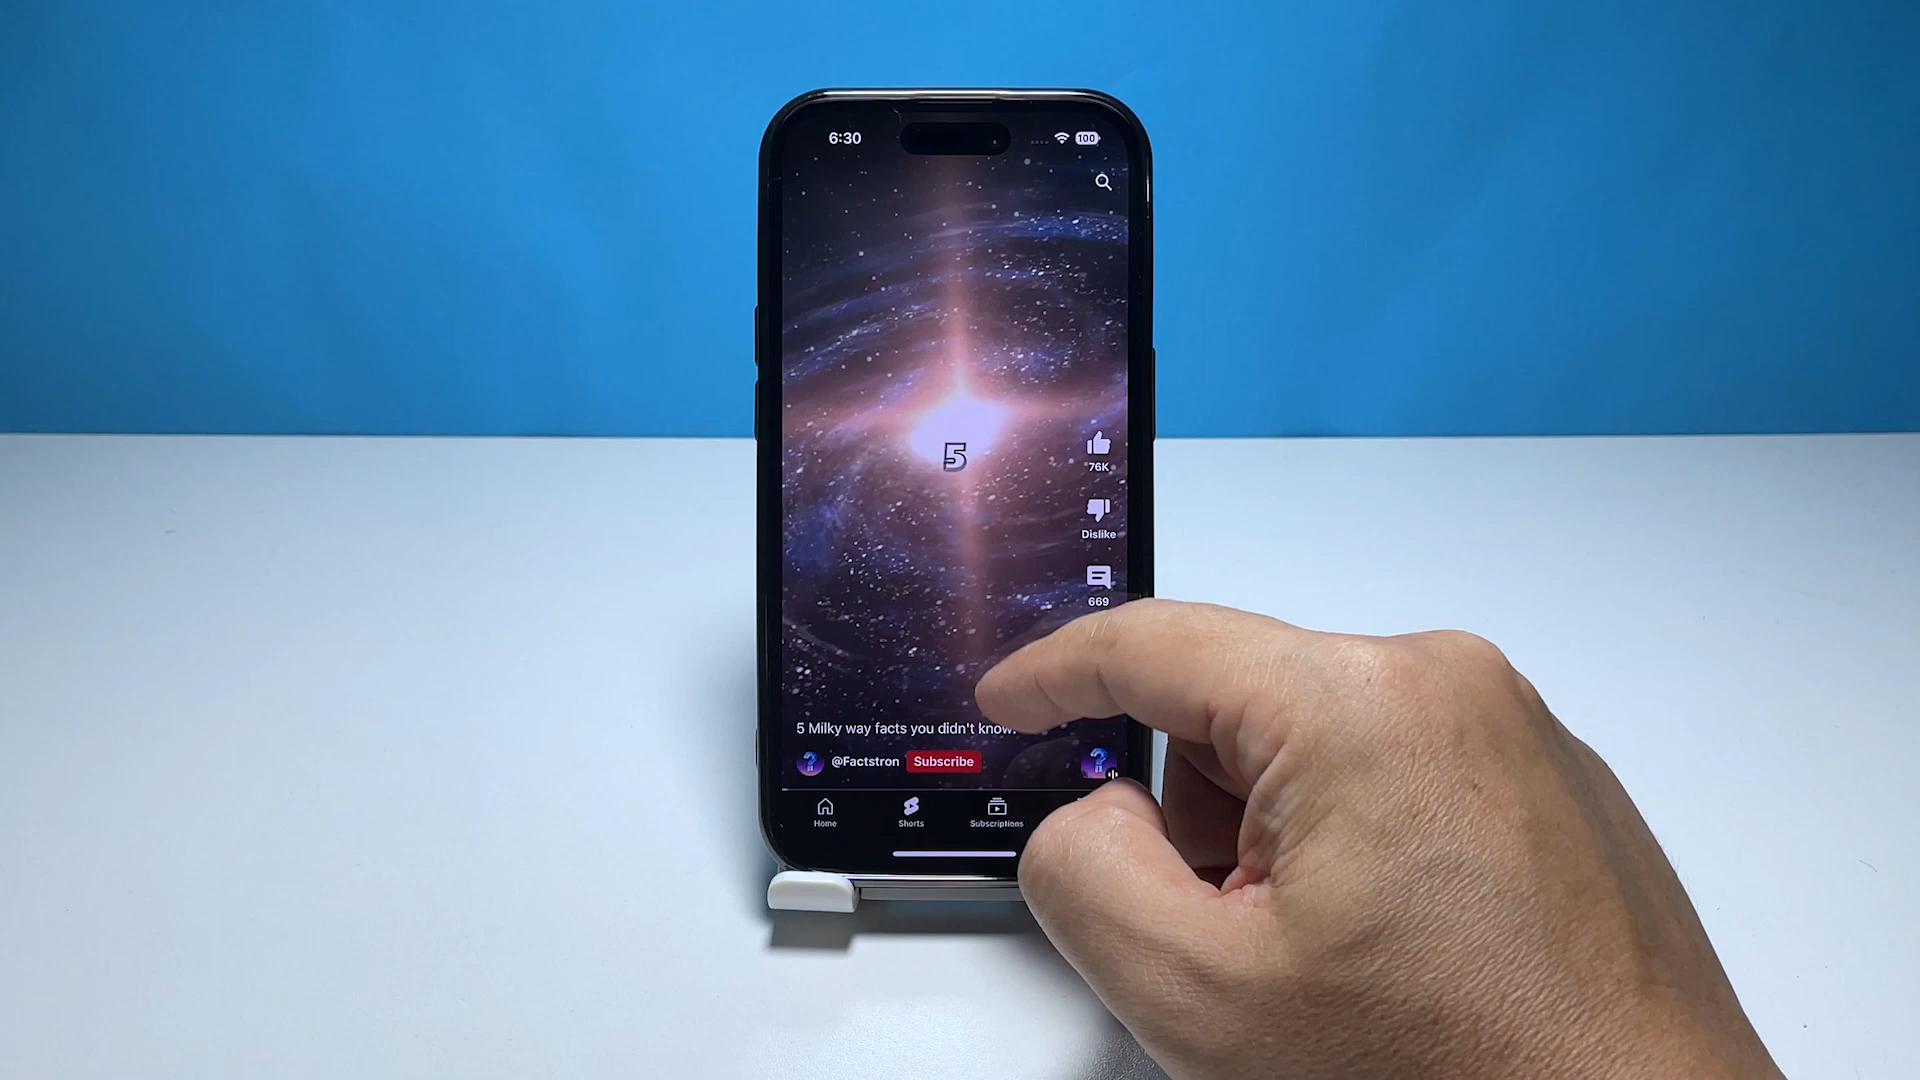 6:30
100
5
76K
Dislike
669
5 Milky way facts you didn't know.
@Factstron Subscribe
Home Shorts Subscriptions